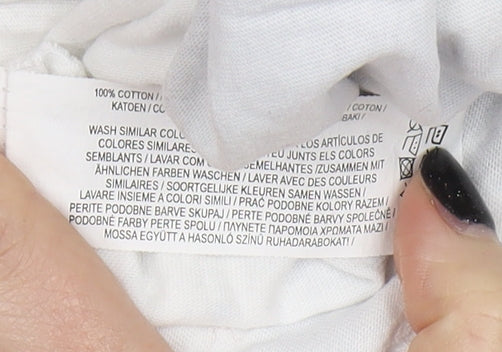 100% COTTON / COTON /
KATOEN / BAKI /
WASH SIMILAR LOS ARTÍCULOS DE
COLORES SIMILARES JUNTS ELS COLORS
SEMBLANTS / LAVAR COM SEMELHANTES /ZUSAMMEN MIT
ÄHNLICHEN FARBEN WASCHEN / LAVER AVEC DES COULEURS
SIMILAIRES / SOORTGELIJKE KLEUREN SAMEN WASSEN /
LAVARE INSIEME A COLORI SIMILI / PRAĆ PODOBNE KOLORY RAZEM /
PERITE PODOBNE BARVE SKUPAJ / PERTE PODOBNÉ BARVY SPOLEČNĚ /
PODOBNÉ FARBY PERTE SPOLU / ΠΛΥΝΕΤΕ ΠΑΡΟΜΟΙΑ ΧΡΩΜΑΤΑ ΜΑΖΙ /
MOSSA EGYÜTT A HASONLÓ SZÍNŰ RUHADARABOKAT! /